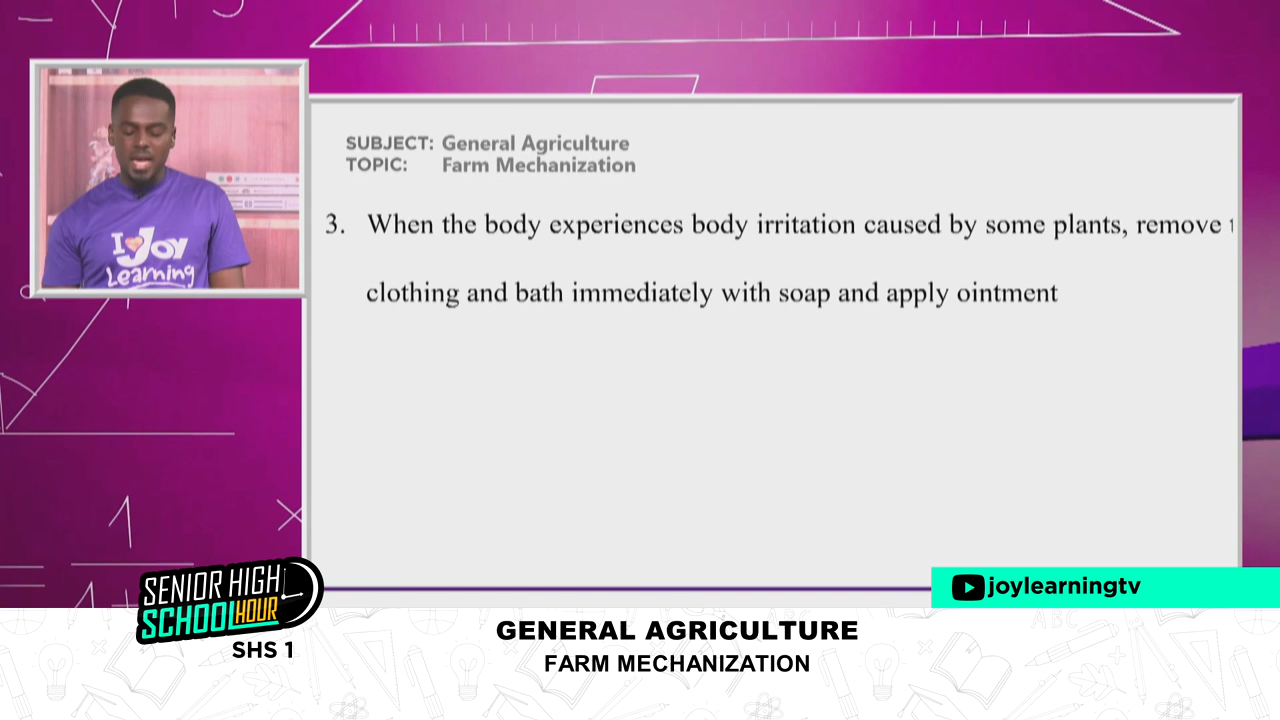 I Joy
Learning
SUBJECT: General Agriculture
TOPIC: Farm Mechanization
3. When the body experiences body irritation caused by some plants, remove
clothing and bath immediately with soap and apply ointment
SENIOR HIGH
SCHOOL HOUR
SHS 1
joylearningtv
GENERAL AGRICULTURE
FARM MECHANIZATION